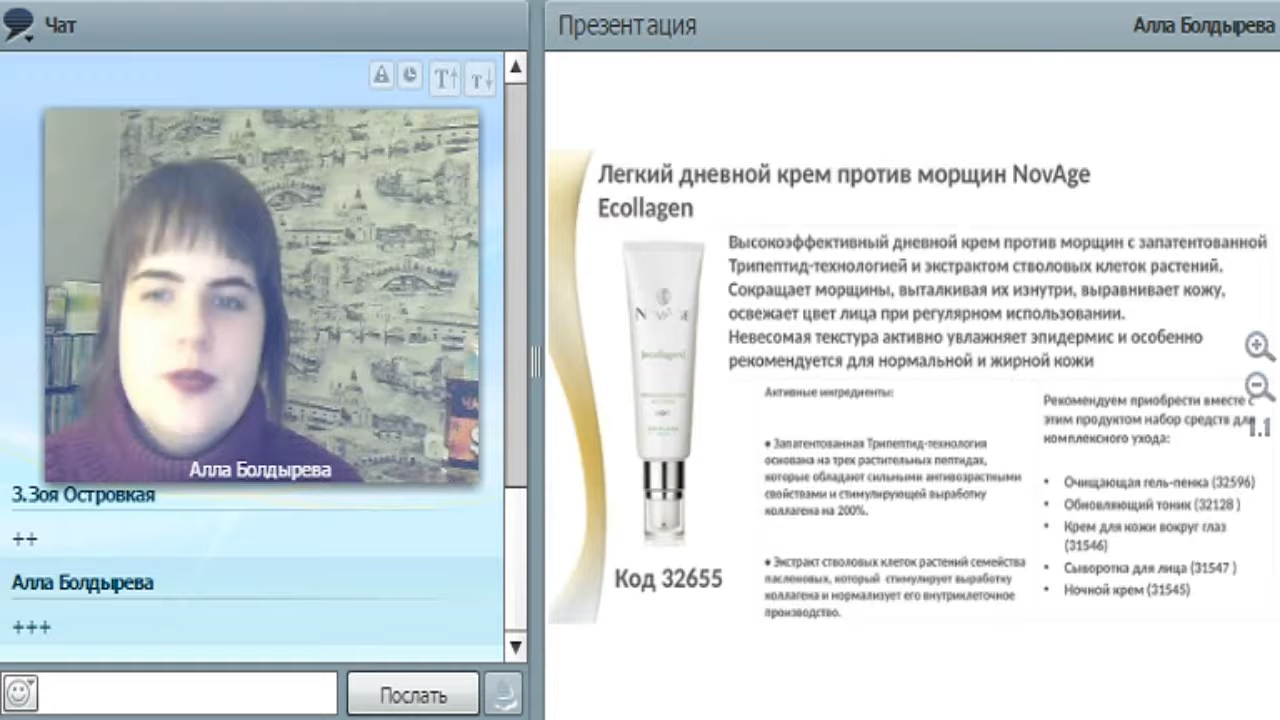 Чат
Презентация
Алла Болдырева
Алла Болдырева
3.Зоя Островкая
++
Алла Болдырева
+++
Послать
Легкий дневной крем против морщин NovAge
Ecollagen
Высокоэффективный дневной крем против морщин с запатентованной
Трипептид-технологией и экстрактом стволовых клеток растений.
Сокращает морщины, выталкивая их изнутри, выравнивает кожу,
освежает цвет лица при регулярном использовании.
Невесомая текстура активно увлажняет эпидермис и особенно
рекомендуется для нормальной и жирной кожи
NOVAGE
Ecollagen
Код 32655
Активные ингредиенты:
• Запатентованная Трипептид-технология
основана на трех растительных пептидах,
которые обладают сильными антивозрастными
свойствами и стимулирующей выработку
коллагена на 200%.
• Экстракт стволовых клеток растений семейства
пасленовых, который стимулирует выработку
коллагена и нормализует его внутриклеточное
производство.
Рекомендуем приобрести вместе с
этим продуктом набор средств для
комплексного ухода:
• Очищающая гель-пенка (32596)
• Обновляющий тоник (32128 )
• Крем для кожи вокруг глаз
(31546)
• Сыворотка для лица (31547 )
• Ночной крем (31545)
1:1